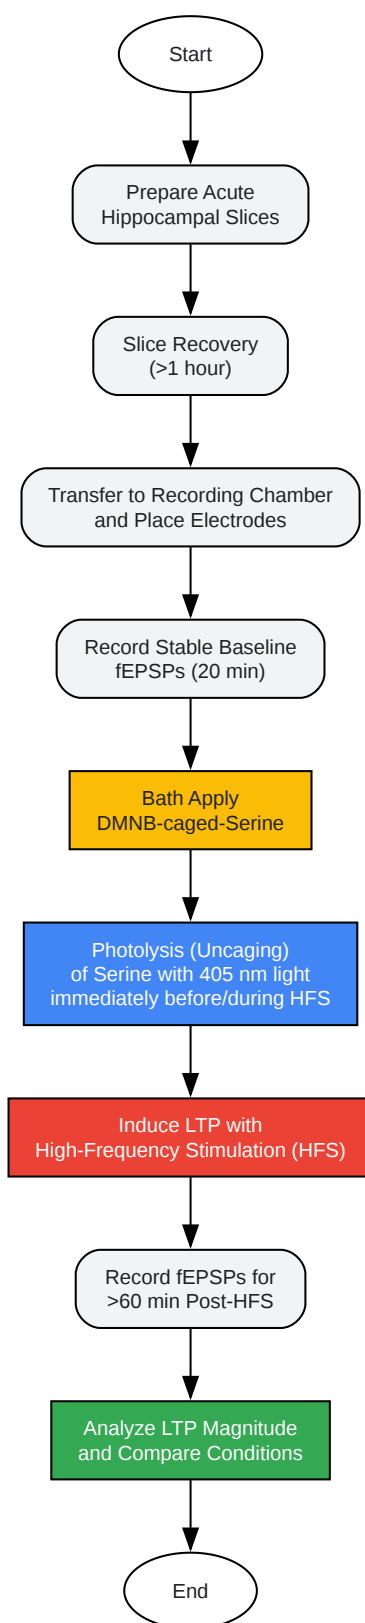 Start
Prepare Acute
Hippocampal Slices
Slice Recovery
(>1 hour)
Transfer to Recording Chamber
and Place Electrodes
Record Stable Baseline
fEPSPs (20 min)
Bath Apply
DMNB-caged-Serine
Photolysis (Uncaging)
of Serine with 405 nm light
immediately before/during HFS
Induce LTP with
High-Frequency Stimulation (HFS)
Record fEPSPs for
>60 min Post-HFS
Analyze LTP Magnitude
and Compare Conditions
End